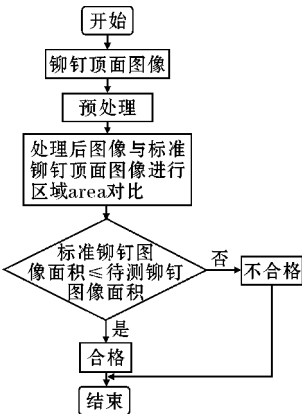 开始
铆钉顶面图像
预处理
处理后图像与标准
铆钉顶面图像进行
区域area对比
标准铆钉图
像面积≤待测铆钉
图像面积
否
不合格
是
合格
结束